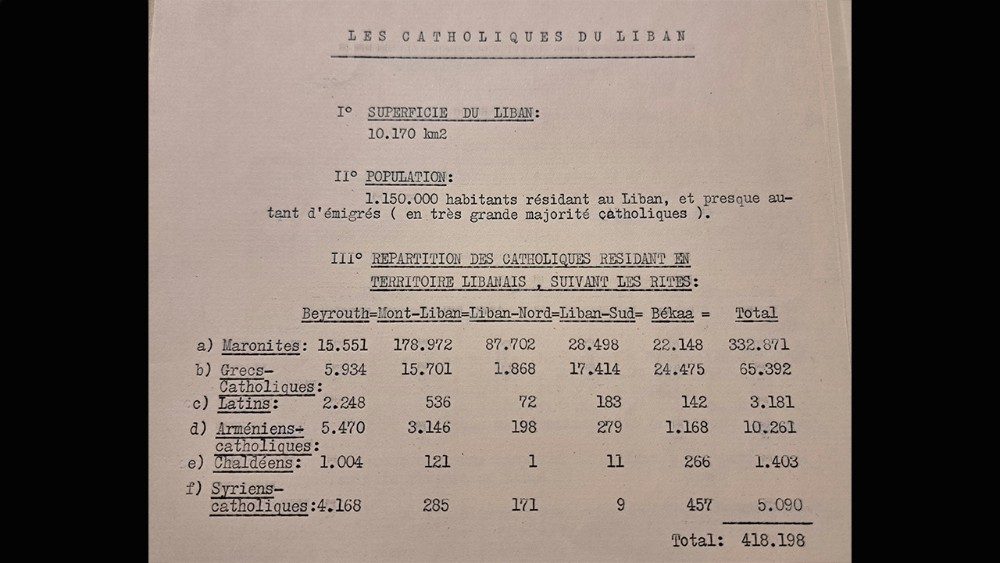 LES CATHOLIQUES DU LIBAN
I° SUPERFICIE DU LIBAN:
10.170 km2
II° POPULATION:
1.150.000 habitants résidant au Liban, et presque au-
tant d'émigrés ( en très grande majorité catholiques ).
III° REPARTITION DES CATHOLIQUES RESIDANT EN
TERRITOIRE LIBANAIS , SUIVANT LES RITES:
Beyrouth=Mont-Liban=Liban-Nord=Liban-Sud= Békaa = Total
a) Maronites: 15.551 178.972 87.702 28.498 22.148 332.871
b) Grecs- 5.934 15.701 1.868 17.414 24.475 65.392
Catholiques:
c) Latins: 2.248 536 72 183 142 3.181
d) Arméniens- 5.470 3.146 198 279 1.168 10.261
catholiques:
e) Chaldéens: 1.004 121 1 11 266 1.403
f) Syriens-
catholiques:4.168 285 171 9 457 5.090
Total: 418.198